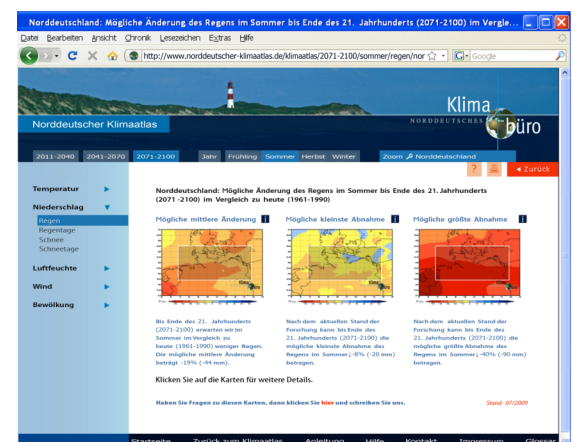 Norddeutschland: Mögliche Änderung des Regens im Sommer bis Ende des 21. Jahrhunderts (2071-2100) im Vergle...
Datei Bearbeiten Ansicht Chronik Lesezeichen Extras Hilfe
http://www.norddeutscher-klimaatlas.de/klimaatlas/2071-2100/sommer/regen/nor
Google
Klima
NORDDEUTSCHES
büro
Norddeutscher Klimaatlas
2011-2040 2041-2070 2071-2100 Jahr Frühling Sommer Herbst Winter Zoom Norddeutschland
? Zurück
Temperatur
Niederschlag
Regen
Regentage
Schnee
Schneetage
Luftfeuchte
Wind
Bewölkung
Norddeutschland: Mögliche Änderung des Regens im Sommer bis Ende des 21. Jahrhunderts
(2071-2100) im Vergleich zu heute (1961-1990)
Mögliche mittlere Änderung i
Bis Ende des 21. Jahrhunderts
(2071-2100) erwarten wir im
Sommer im Vergleich zu
heute (1961-1990) weniger Regen.
Die mögliche mittlere Änderung
beträgt -19% (-44 mm).
Mögliche kleinste Abnahme i
Nach dem aktuellen Stand der
Forschung kann bis Ende des
21. Jahrhunderts (2071-2100) die
mögliche kleinste Abnahme des
Regens im Sommer -8% (-20 mm)
betragen.
Mögliche größte Abnahme i
Nach dem aktuellen Stand der
Forschung kann bis Ende des
21. Jahrhunderts (2071-2100) die
mögliche größte Abnahme des
Regens im Sommer -40% (-90 mm)
betragen.
Klicken Sie auf die Karten für weitere Details.
Haben Sie Fragen zu diesen Karten, dann klicken Sie hier und schreiben Sie uns.
Stand: 07/2009
Startseite Zurück zum Klimaatlas Anleitung Hilfe Kontakt Impressum Glossar